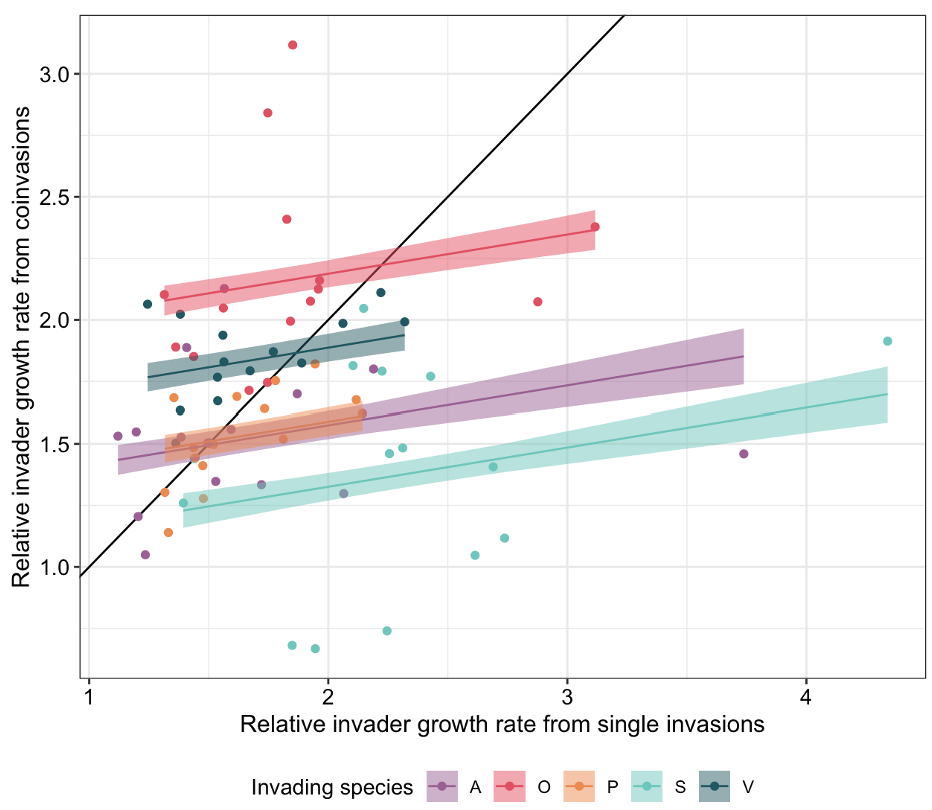 Relative invader growth rate from coinvasions
3.0
2.5
2.0
1.5
1.0
1 2 3 4
Relative invader growth rate from single invasions
Invading species A O P S V